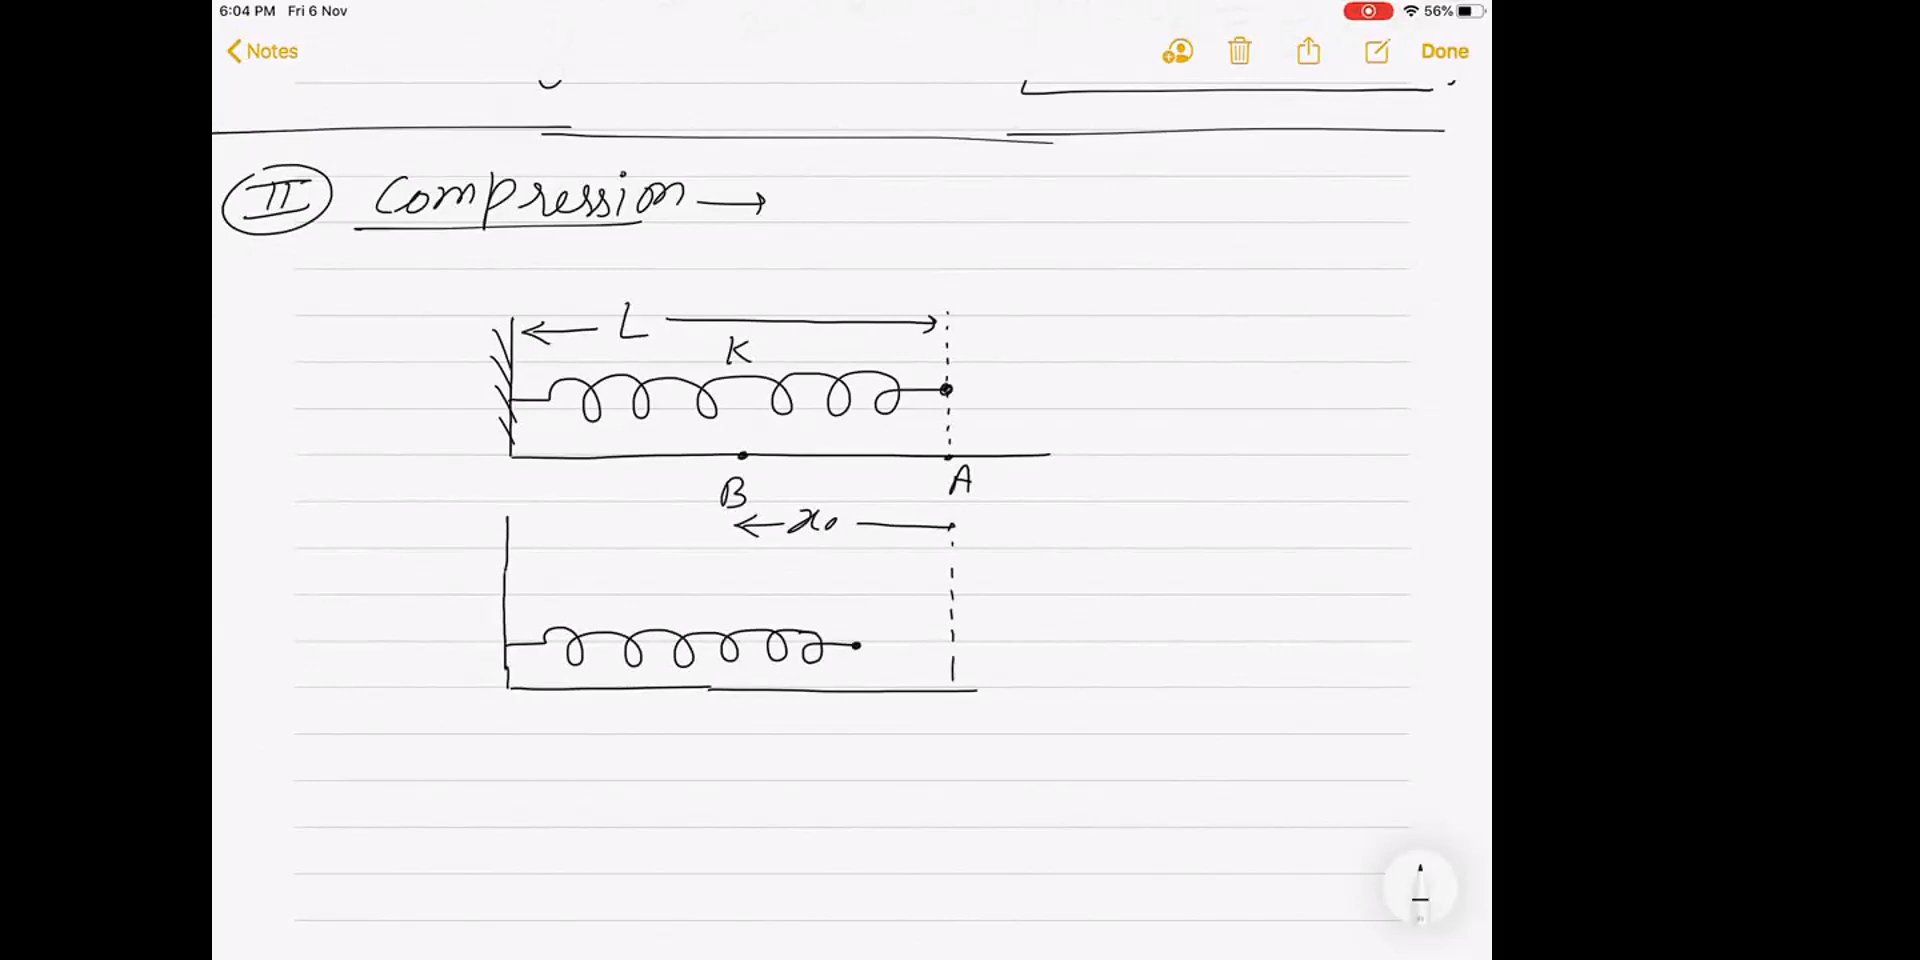 6:04 PM Fri 6 Nov 56%
Notes Done
II Compression →
L
K
B A
x₀